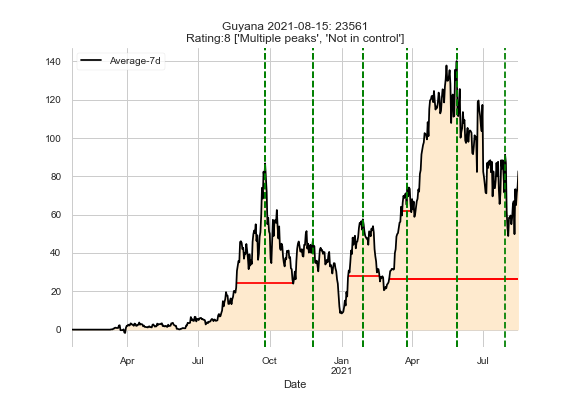 Guyana 2021-08-15: 23561
Rating:8 ['Multiple peaks', 'Not in control']
Average-7d
140
120
100
80
60
40
20
0
Apr
Jul
Oct
Jan
2021
Apr
Jul
Date